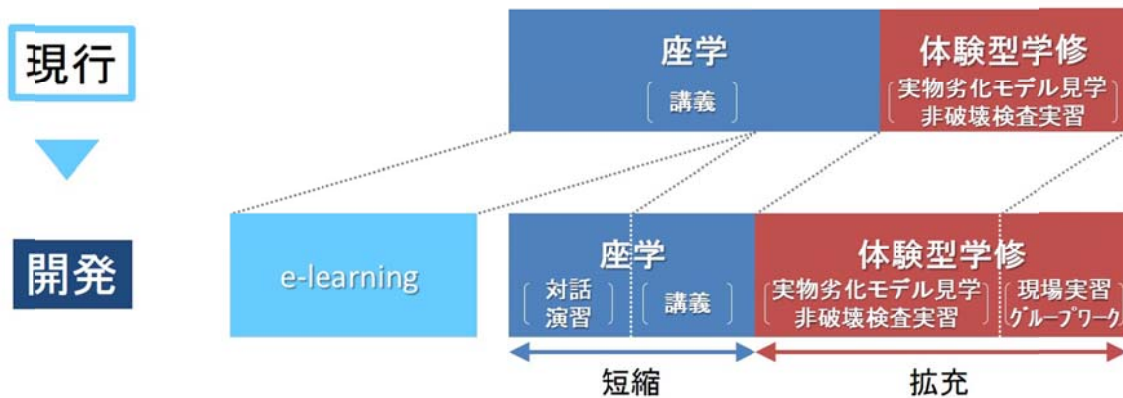 現行
座学
講義
体験型学修
実物劣化モデル見学
非破壊検査実習
開発
e-learning
座学
対話
演習
講義
体験型学修
実物劣化モデル見学
非破壊検査実習
現場実習
グループワーク
短縮
拡充